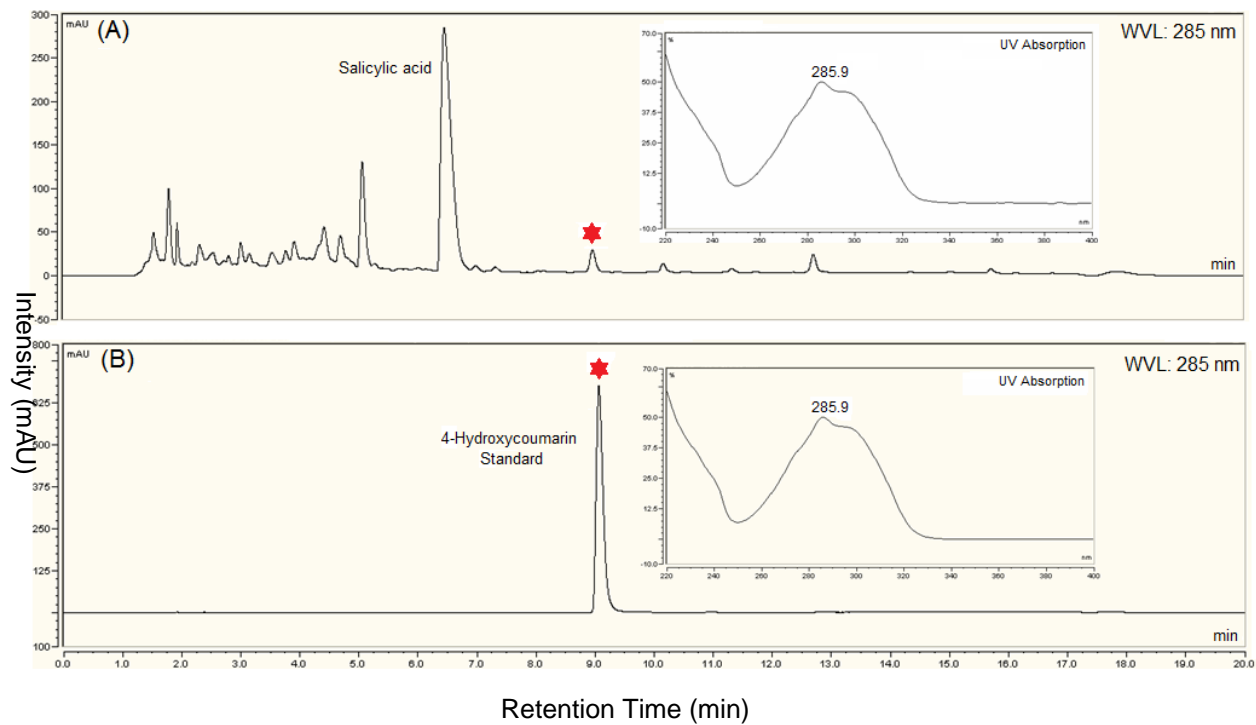 300
mAU
(A)
WVL: 285 nm
250
200
150
100
50
0
-50
Salicylic acid
min
70.0
%
UV Absorption
285.9
50.0
37.5
25.0
12.5
-10.0
nm
220 240 260 280 300 320 340 360 380 400
Intensity (mAU)
800
mAU
(B)
WVL: 285 nm
625
500
375
250
125
100
4-Hydroxycoumarin
Standard
min
70.0
%
UV Absorption
285.9
50.0
37.5
25.0
12.5
-10.0
nm
220 240 260 280 300 320 340 360 380 400
0.0 1.0 2.0 3.0 4.0 5.0 6.0 7.0 8.0 9.0 10.0 11.0 12.0 13.0 14.0 15.0 16.0 17.0 18.0 19.0 20.0
Retention Time (min)